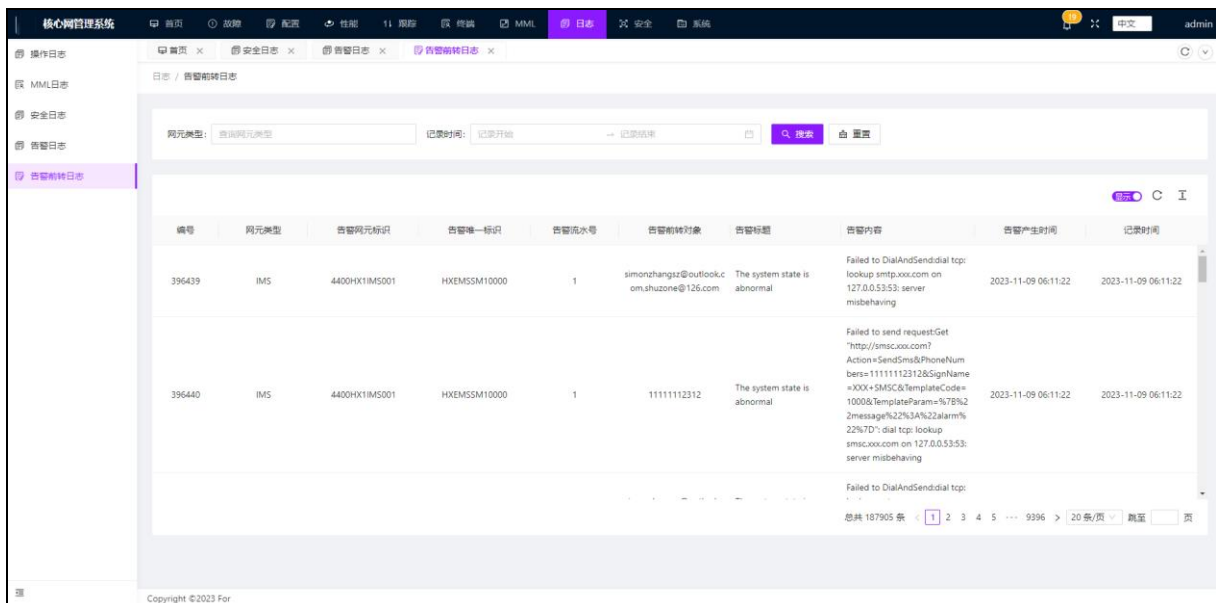 核心网管理系统 首页 故障 配置 性能 跟踪 终端 MML 日志 安全 系统 19 中文 admin
操作日志 首页 × 安全日志 × 告警日志 × 告警前转日志 ×
MML日志 日志 / 告警前转日志
安全日志
告警日志
告警前转日志
网元类型: 查询网元类型 记录时间: 记录开始 → 记录结束 搜索 重置
显示
编号 网元类型 告警网元标识 告警唯一标识 告警流水号 告警前转对象 告警标题 告警内容 告警产生时间 记录时间
Failed to DialAndSend:dial tcp:
simonzhangsz@outlook.c The system state is lookup smtp.xxx.com on
396439 IMS 4400HX1IMS001 HXEMSSM10000 1 om.shuzone@126.com abnormal 127.0.0.53:53: server 2023-11-09 06:11:22 2023-11-09 06:11:22
misbehaving
Failed to send request:Get
"http://smsc.xxx.com?
Action=SendSms&PhoneNum
bers=11111112312&SignName
=XXX+SMSC&TemplateCode=
396440 IMS 4400HX1IMS001 HXEMSSM10000 1 11111112312 The system state is abnormal 1000&TemplateParam=%7B%2 2023-11-09 06:11:22 2023-11-09 06:11:22
2message%22%3A%22alarm%
22%7D": dial tcp: lookup
smsc.xxx.com on 127.0.0.53:53:
server misbehaving
Failed to DialAndSend:dial tcp:
总共 187905 条 < 1 2 3 4 5 ··· 9396 > 20 条/页 跳至 页
Copyright ©2023 For